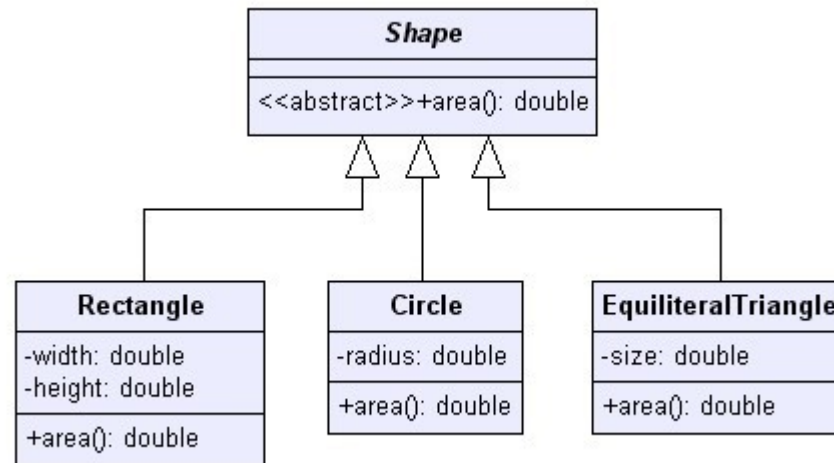 Shape
<<abstract>>+area(): double
Rectangle
-width: double
-height: double
+area(): double
Circle
-radius: double
+area(): double
EquiliteralTriangle
-size: double
+area(): double